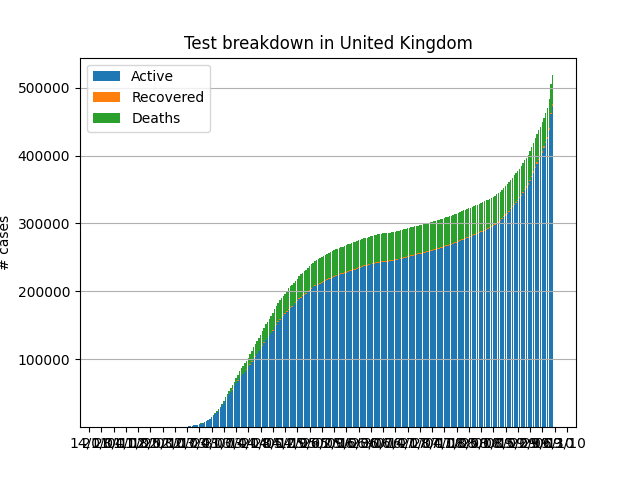 Test breakdown in United Kingdom
Active
Recovered
Deaths
500000
400000
300000
200000
100000
# cases